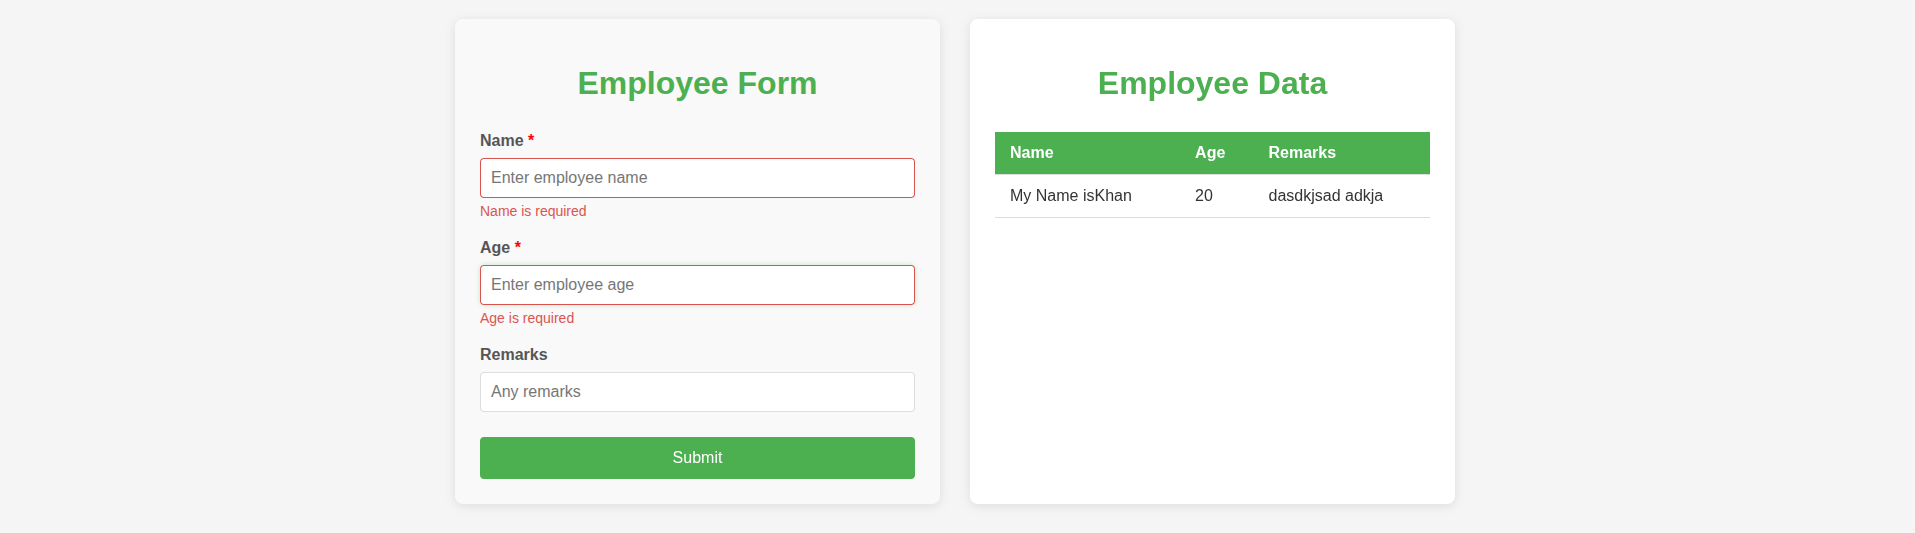 Employee Form
Name *
Enter employee name
Name is required
Age *
Enter employee age
Age is required
Remarks
Any remarks
Submit
Employee Data
Name Age Remarks
My Name isKhan 20 dasdkjsad adkja